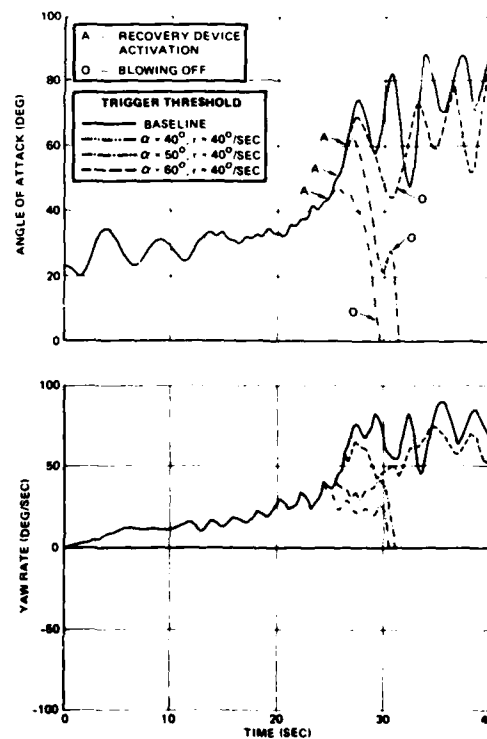 A - RECOVERY DEVICE
ACTIVATION
O - BLOWING OFF
TRIGGER THRESHOLD
BASELINE
α = 40°, r = 40°/SEC
α = 50°, r = 40°/SEC
α = 60°, r = 40°/SEC
ANGLE OF ATTACK (DEG)
100
80
60
40
20
0
A
A
A
O
O
O
YAW RATE (DEG/SEC)
100
50
0
-50
-100
0 10 20 30 40
TIME (SEC)